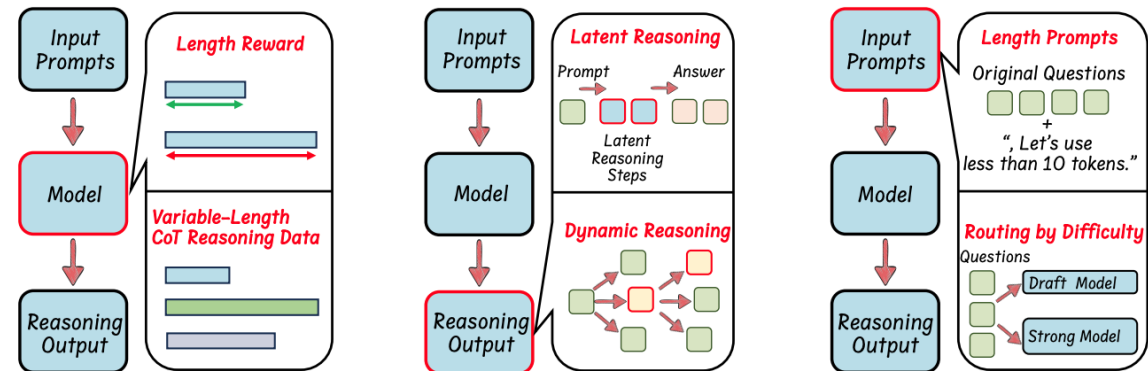 Input
Prompts
Model
Reasoning
Output
Length Reward
Variable-Length
CoT Reasoning Data
Input
Prompts
Model
Reasoning
Output
Latent Reasoning
Prompt
Answer
Latent
Reasoning
Steps
Dynamic Reasoning
Input
Prompts
Model
Reasoning
Output
Length Prompts
Original Questions
+
“, Let’s use
less than 10 tokens.”
Routing by Difficulty
Questions
Draft Model
Strong Model